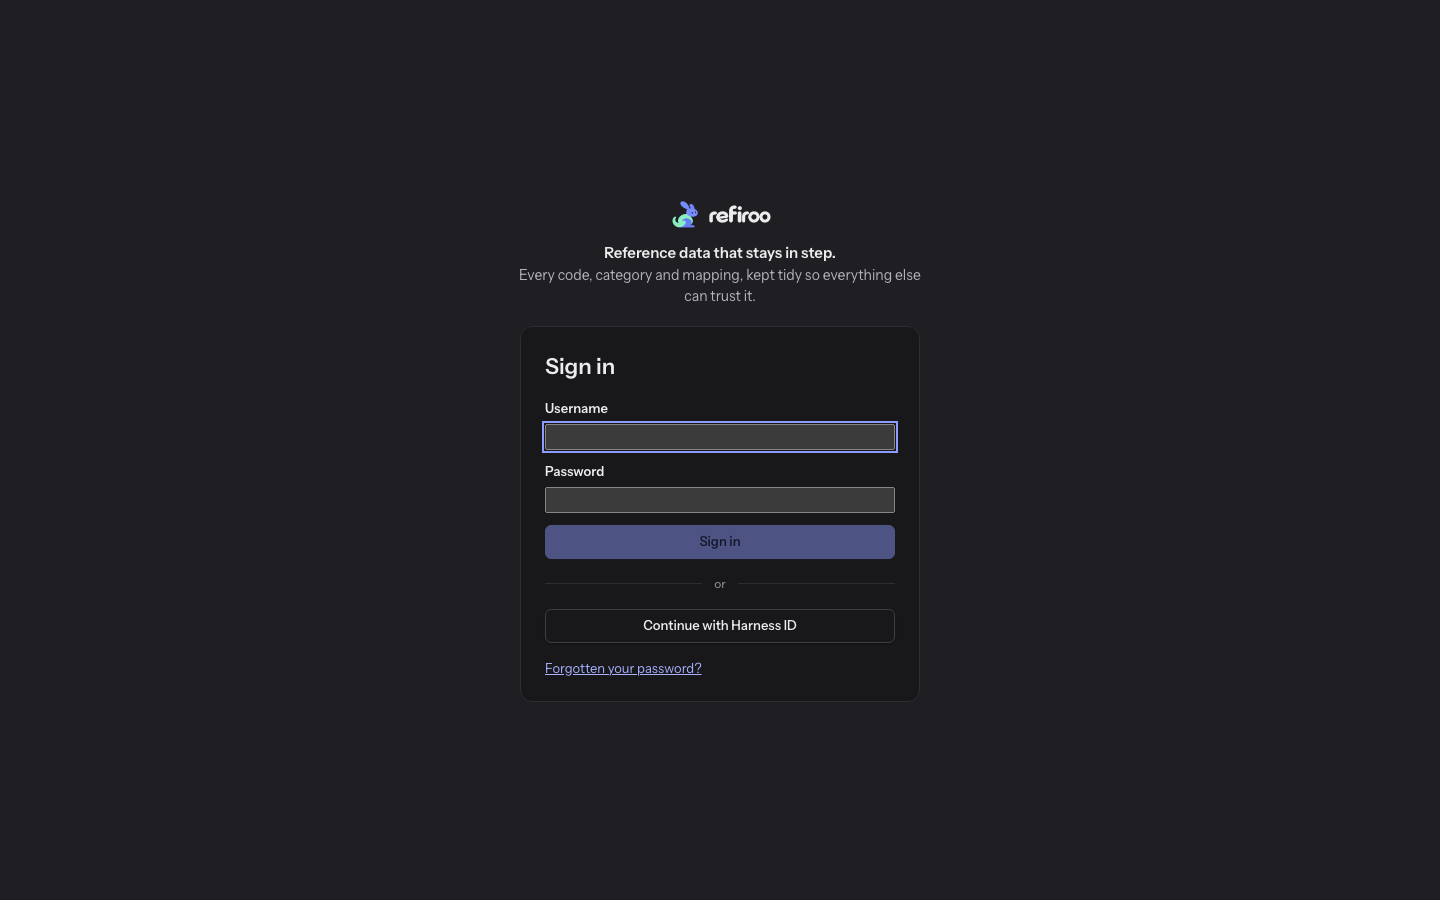 refiroo
Reference data that stays in step.
Every code, category and mapping, kept tidy so everything else
can trust it.
Sign in
Username
Password
Sign in
or
Continue with Harness ID
Forgotten your password?